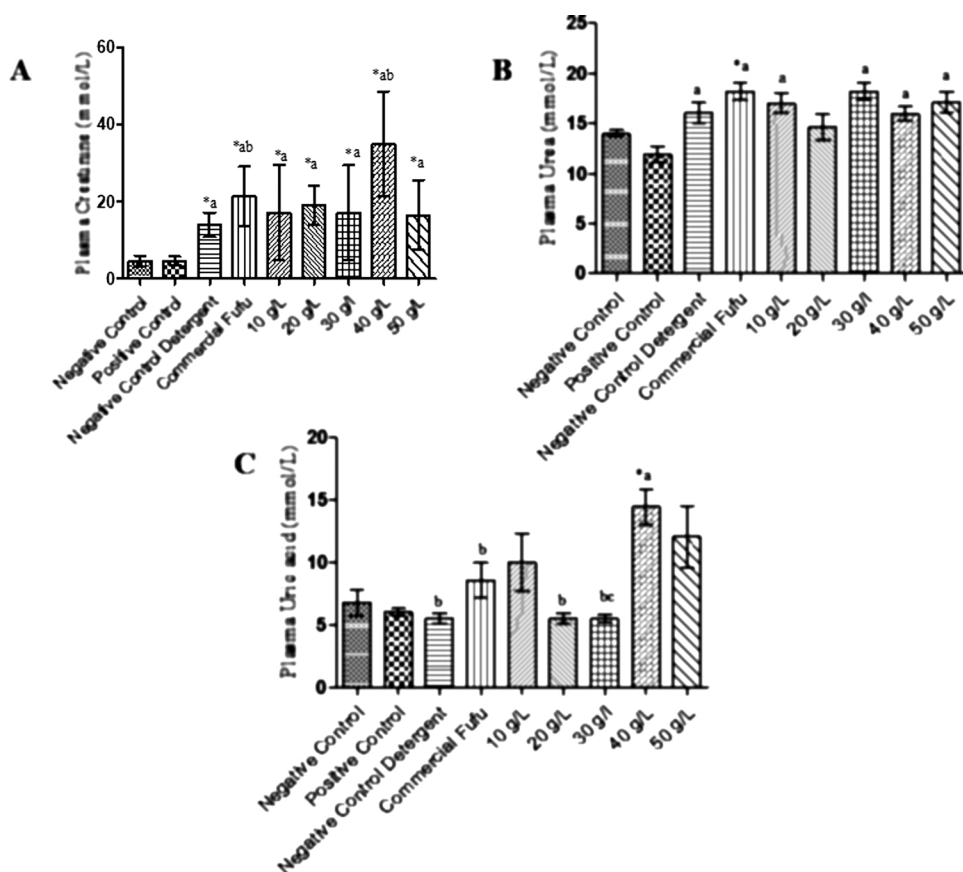 A
Plasma Creatinine (mmol/L)
60
40
20
0
*a
*ab
*a
*a
*a
*ab
*a
Negative Control
Positive Control
Negative Control Detergent
Commercial Fufu
10 g/L
20 g/L
30 g/l
40 g/L
50 g/L
B
Plasma Urea (mmol/L)
25
20
15
10
5
0
a
*a
a
a
a
a
Negative Control
Positive Control
Negative Control Detergent
Commercial Fufu
10 g/L
20 g/L
30 g/l
40 g/L
50 g/L
C
Plasma Uric acid (mmol/L)
20
15
10
5
0
b
b
b
bc
*a
Negative Control
Positive Control
Negative Control Detergent
Commercial Fufu
10 g/L
20 g/L
30 g/l
40 g/L
50 g/L